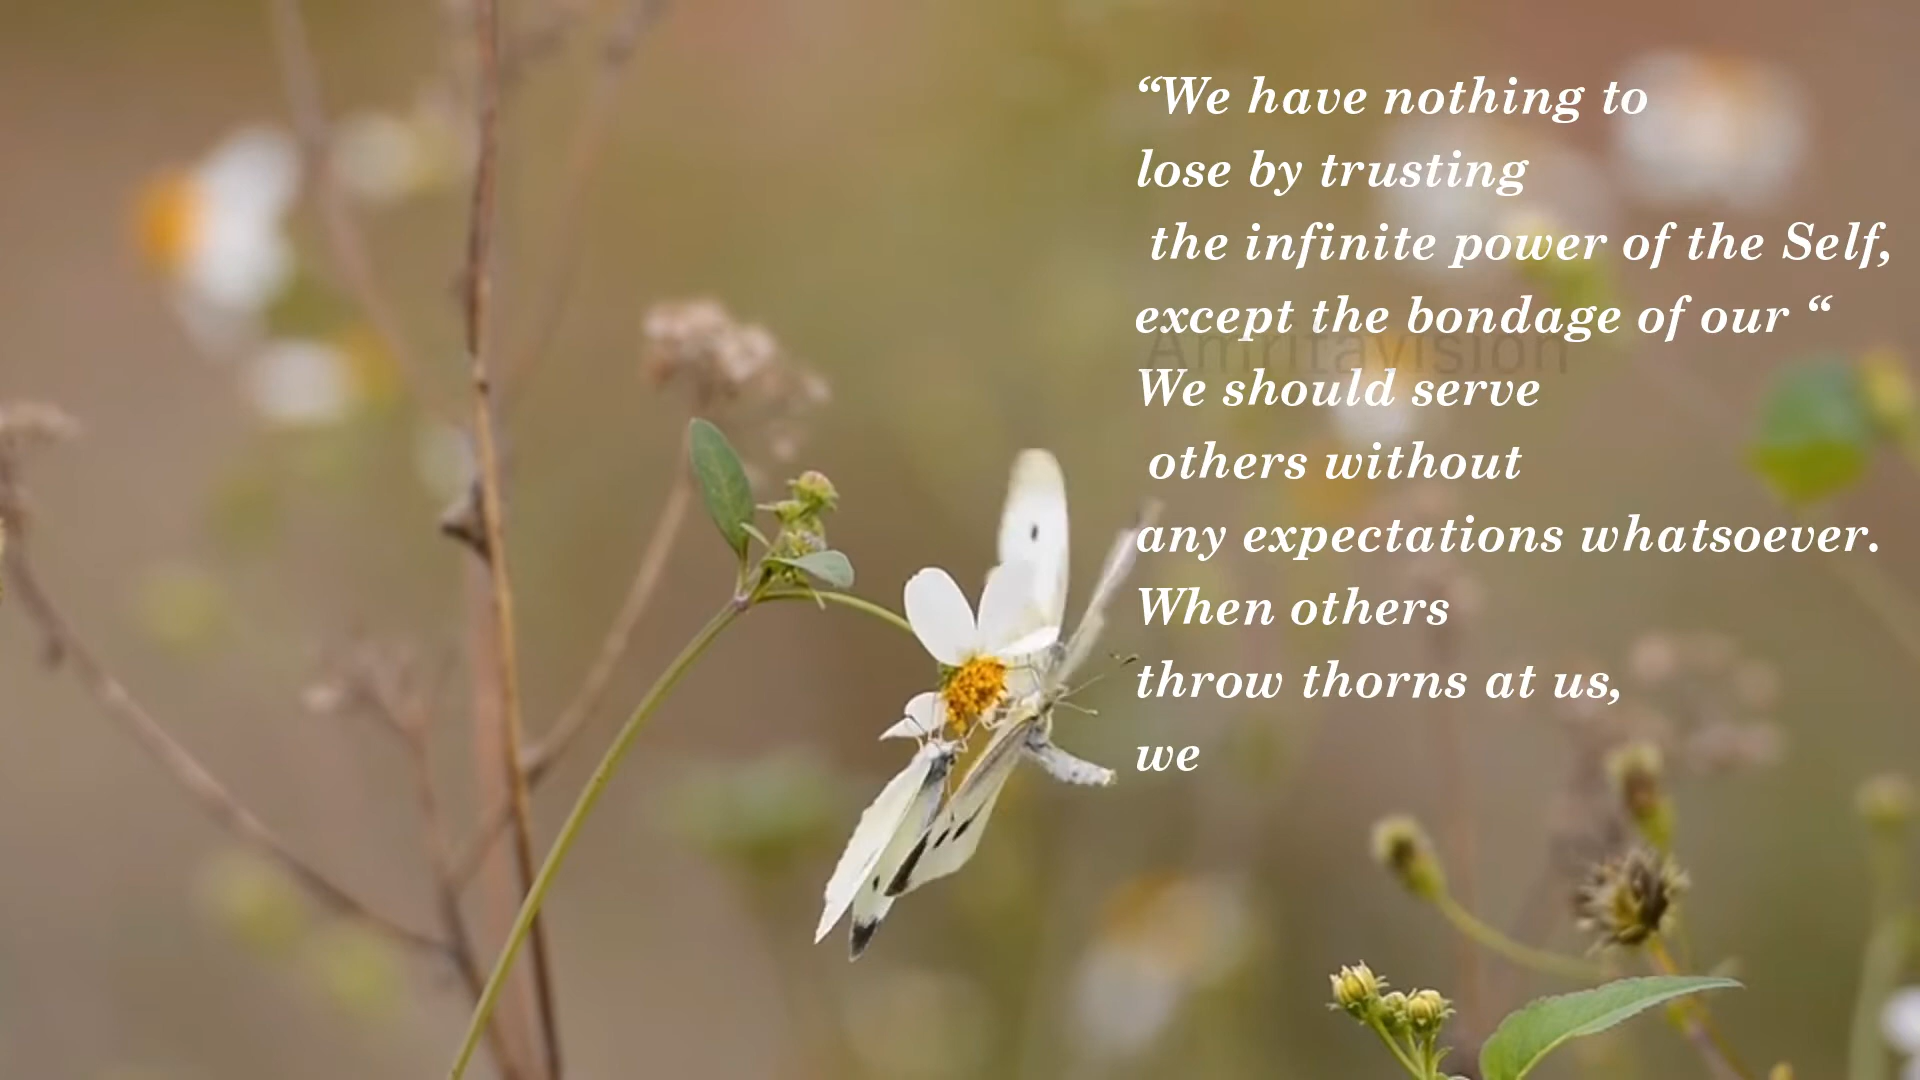 “We have nothing to
lose by trusting
the infinite power of the Self,
except the bondage of our “
Amritavision
We should serve
others without
any expectations whatsoever.
When others
throw thorns at us,
we